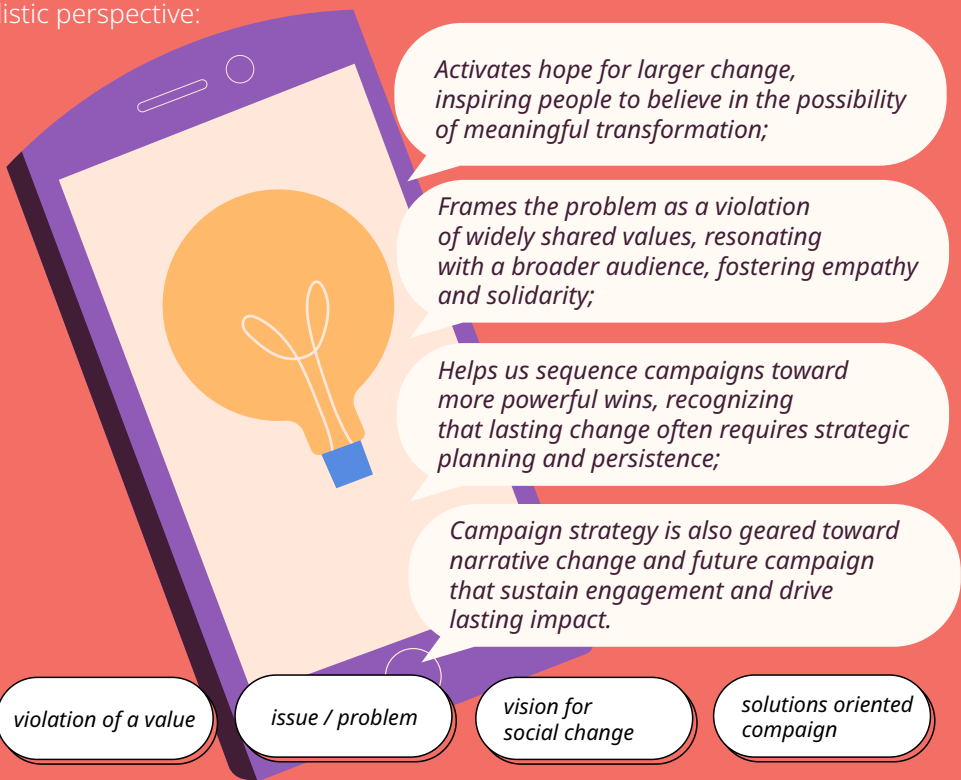 perspective:
Activates hope for larger change,
inspiring people to believe in the possibility
of meaningful transformation;
Frames the problem as a violation
of widely shared values, resonating
with a broader audience, fostering empathy
and solidarity;
Helps us sequence campaigns toward
more powerful wins, recognizing
that lasting change often requires strategic
planning and persistence;
Campaign strategy is also geared toward
narrative change and future campaign
that sustain engagement and drive
lasting impact.
violation of a value
issue / problem
vision for
social change
solutions oriented
compaign